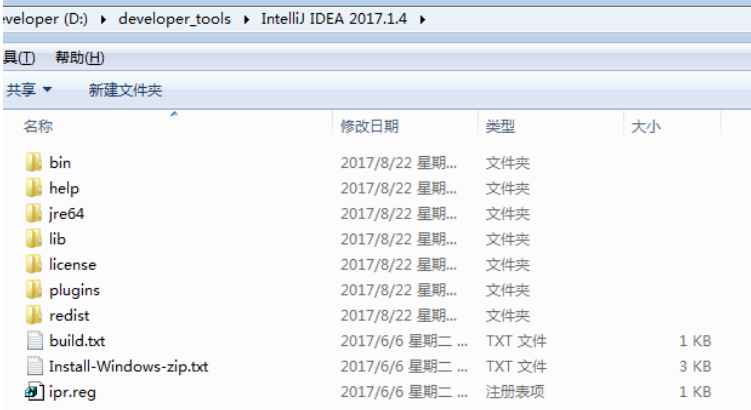 eveloper (D:) ▸ developer_tools ▸ IntelliJ IDEA 2017.1.4 ▸
具(T) 帮助(H)
共享 ▼ 新建文件夹
名称 修改日期 类型 大小
bin 2017/8/22 星期... 文件夹
help 2017/8/22 星期... 文件夹
jre64 2017/8/22 星期... 文件夹
lib 2017/8/22 星期... 文件夹
license 2017/8/22 星期... 文件夹
plugins 2017/8/22 星期... 文件夹
redist 2017/8/22 星期... 文件夹
build.txt 2017/6/6 星期二 ... TXT 文件 1 KB
Install-Windows-zip.txt 2017/6/6 星期二 ... TXT 文件 3 KB
ipr.reg 2017/6/6 星期二 ... 注册表项 1 KB